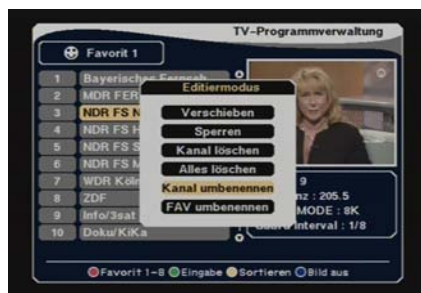 TV-Programmverwaltung
Favorit 1
1 Bayerisches Fernseh
2 MDR FER
3 NDR FS N
4 NDR FS H
5 NDR FS S
6 NDR FS M
7 WDR Köln
8 ZDF
9 Info/3sat
10 Doku/KiKa
Editiermodus
Verschieben
Sperren
Kanal löschen
Alles löschen
Kanal umbenennen
FAV umbenennen
9
nz : 205.5
MODE : 8K
Guard Interval : 1/8
Favorit 1-8 Eingabe Sortieren Bild aus